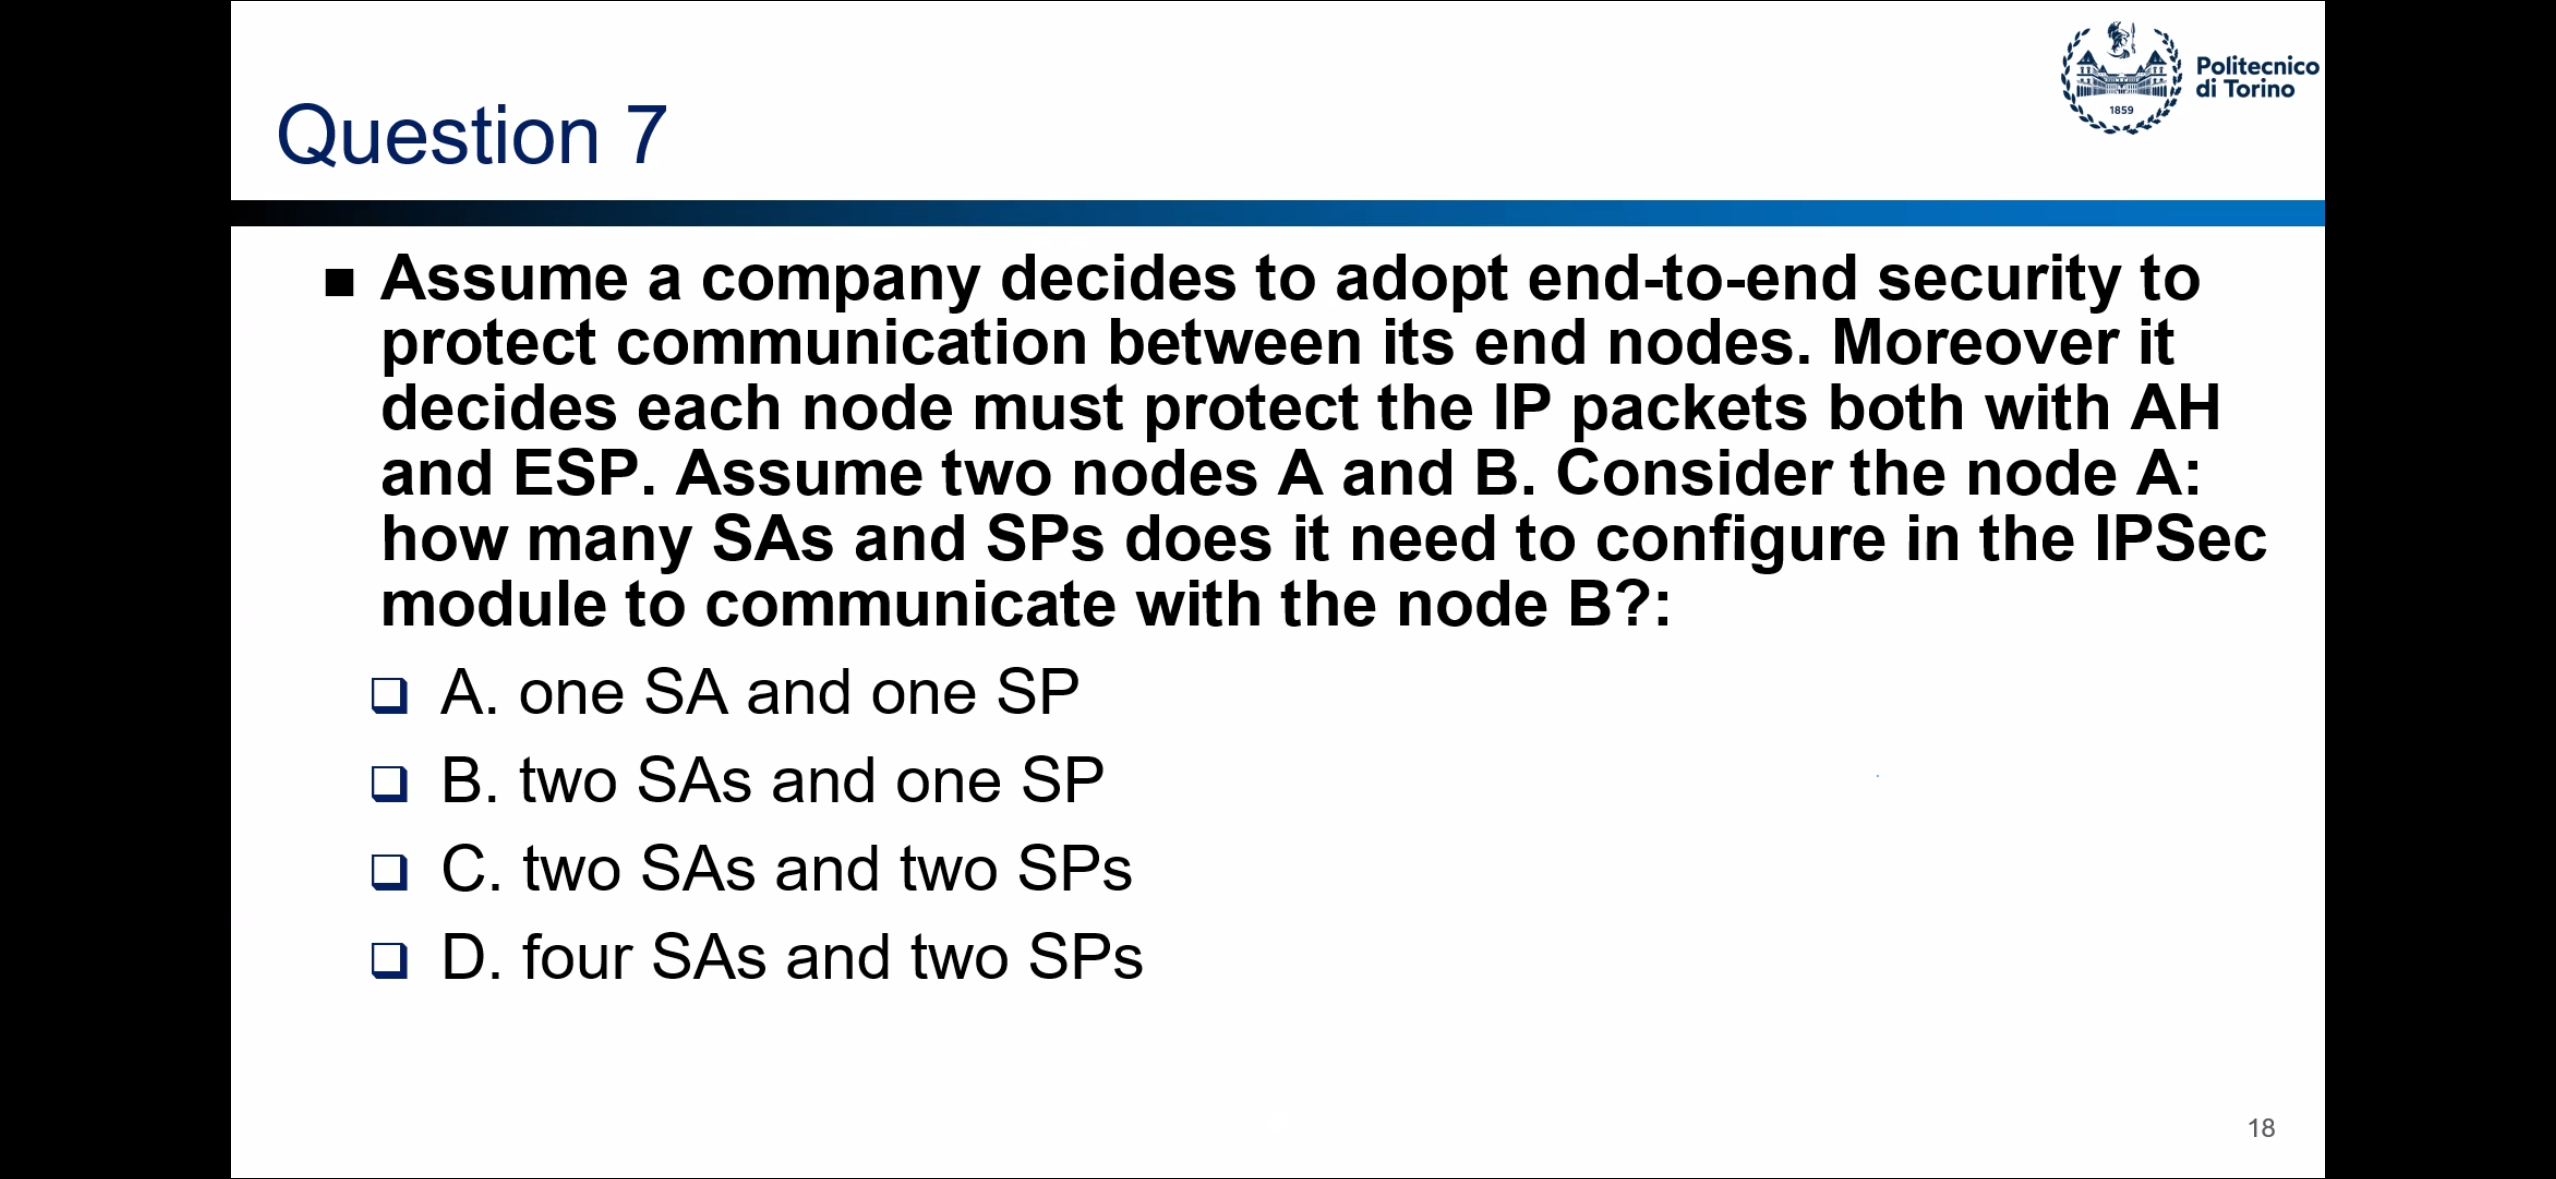 Politecnico
di Torino
1859
Question 7
Assume a company decides to adopt end-to-end security to
protect communication between its end nodes. Moreover it
decides each node must protect the IP packets both with AH
and ESP. Assume two nodes A and B. Consider the node A:
how many SAs and SPs does it need to configure in the IPSec
module to communicate with the node B?:
A. one SA and one SP
B. two SAs and one SP
C. two SAs and two SPs
D. four SAs and two SPs
18